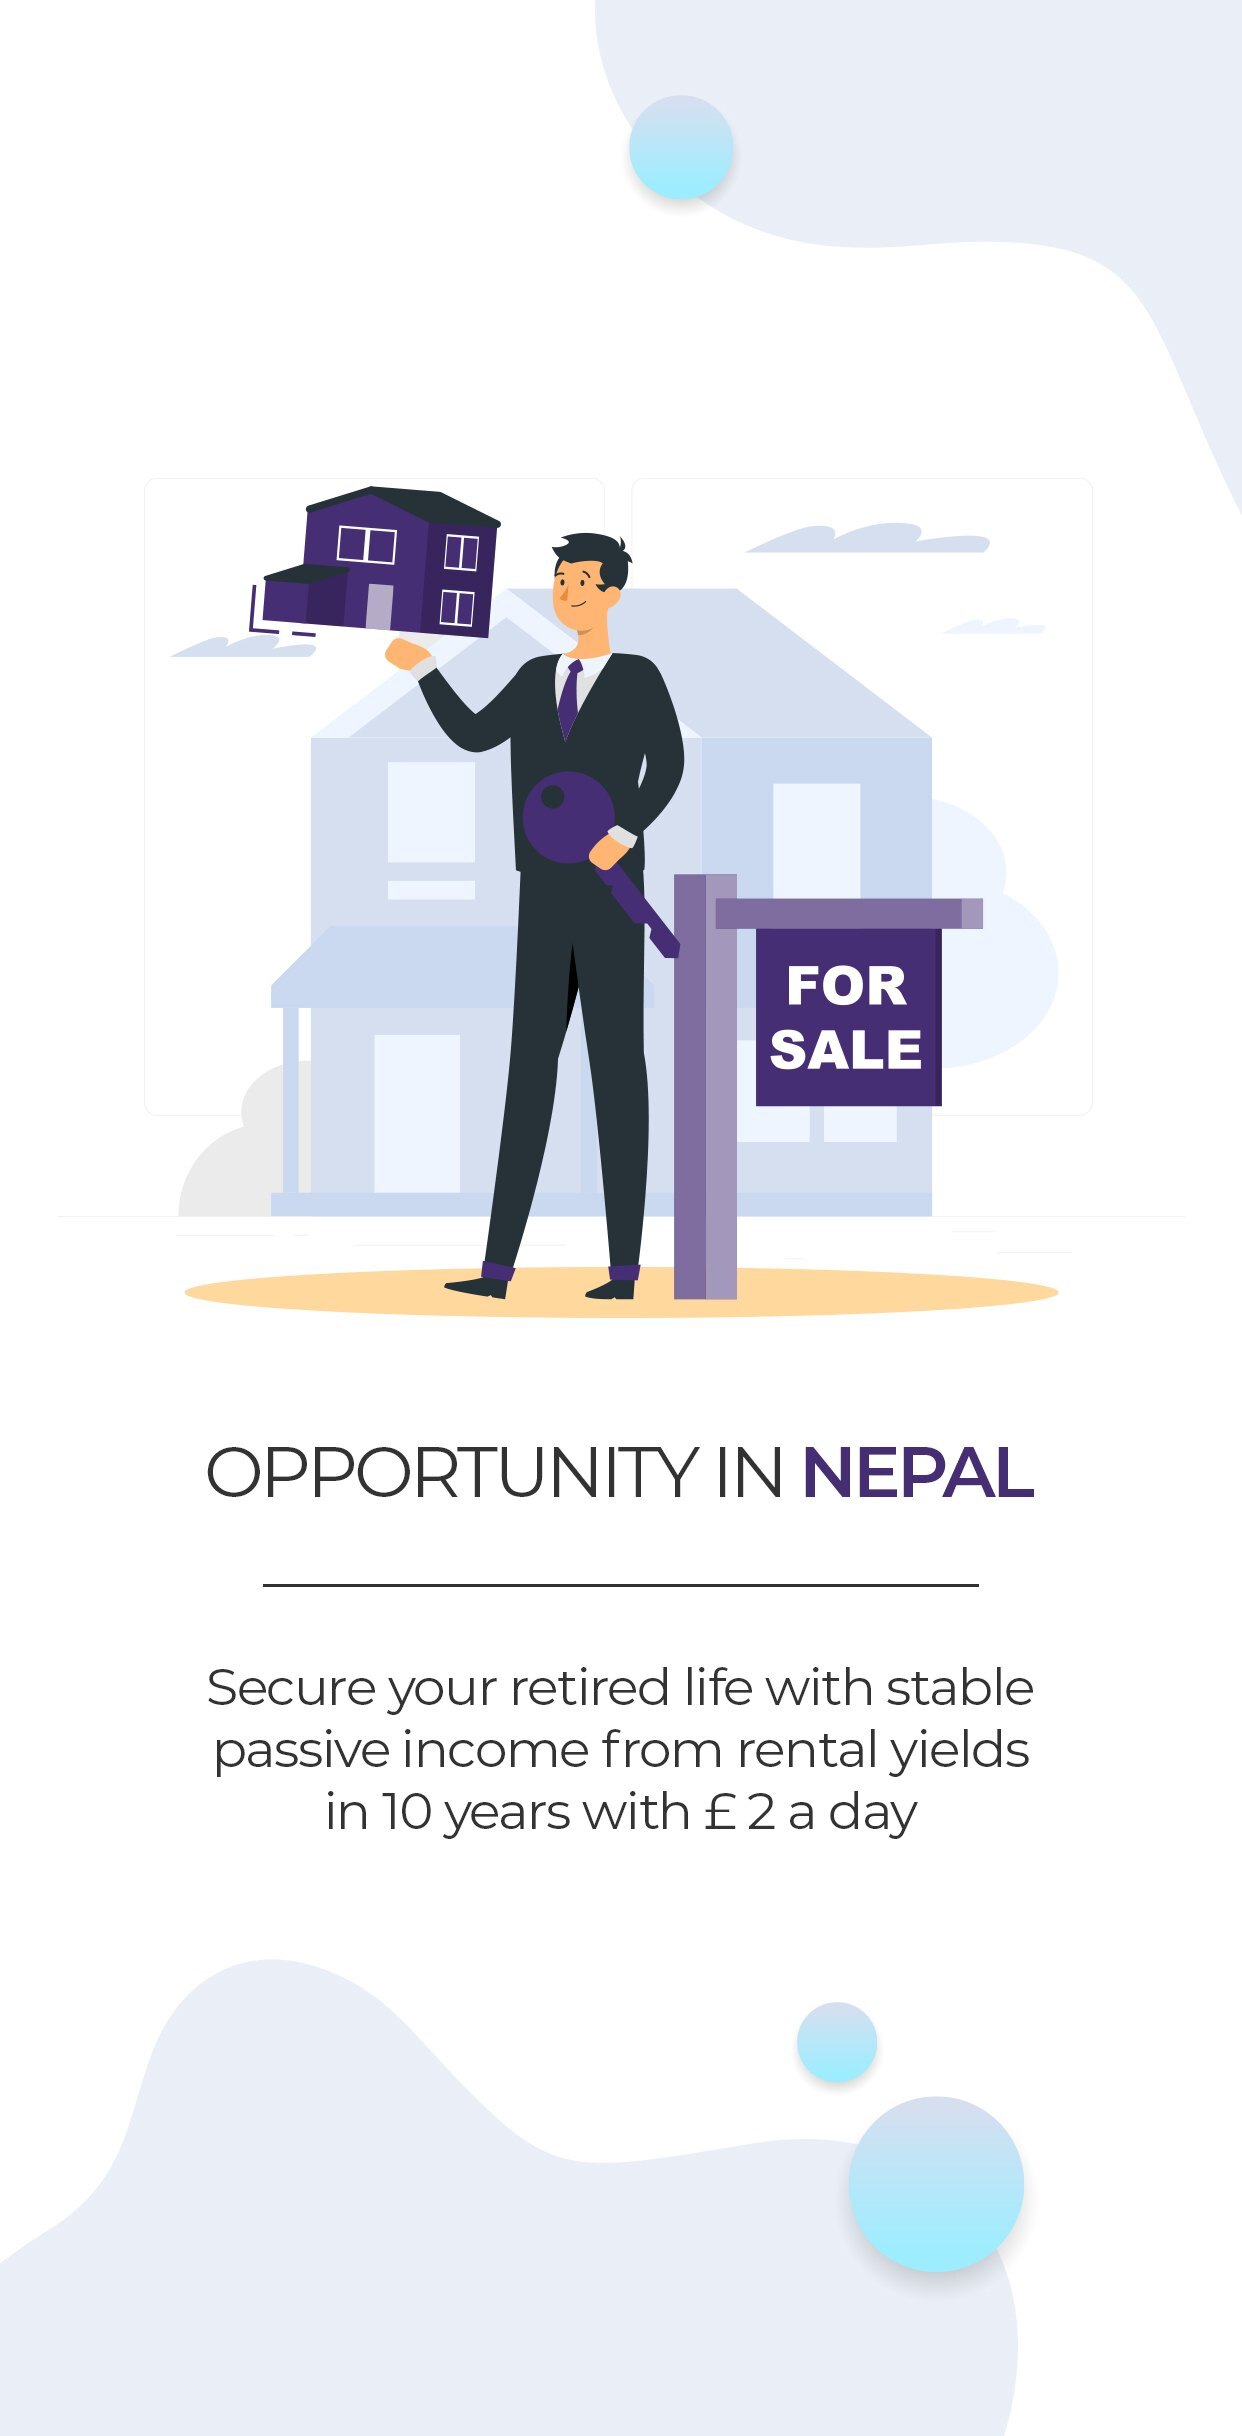 FOR
SALE
OPPORTUNITY IN NEPAL
Secure your retired life with stable
passive income from rental yields
in 10 years with £ 2 a day